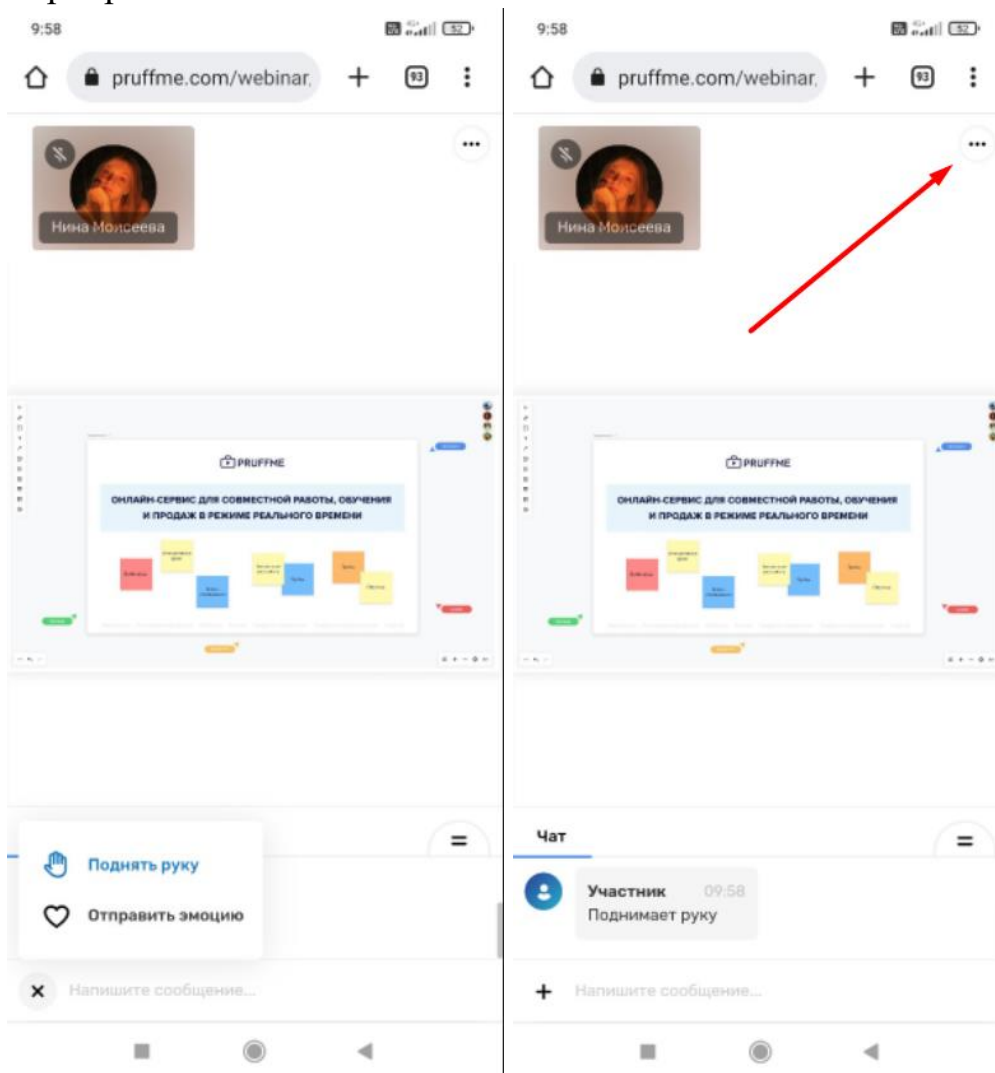 9:58
52
pruffme.com/webinar,
93
Нина Моисеева
PRUFFME
ОНЛАЙН-СЕРВИС ДЛЯ СОВМЕСТНОЙ РАБОТЫ, ОБУЧЕНИЯ
И ПРОДАЖ В РЕЖИМЕ РЕАЛЬНОГО ВРЕМЕНИ
Поднять руку
Отправить эмоцию
Напишите сообщение...
9:58
52
pruffme.com/webinar,
93
Нина Моисеева
PRUFFME
ОНЛАЙН-СЕРВИС ДЛЯ СОВМЕСТНОЙ РАБОТЫ, ОБУЧЕНИЯ
И ПРОДАЖ В РЕЖИМЕ РЕАЛЬНОГО ВРЕМЕНИ
Чат
Участник 09:58
Поднимает руку
Напишите сообщение...